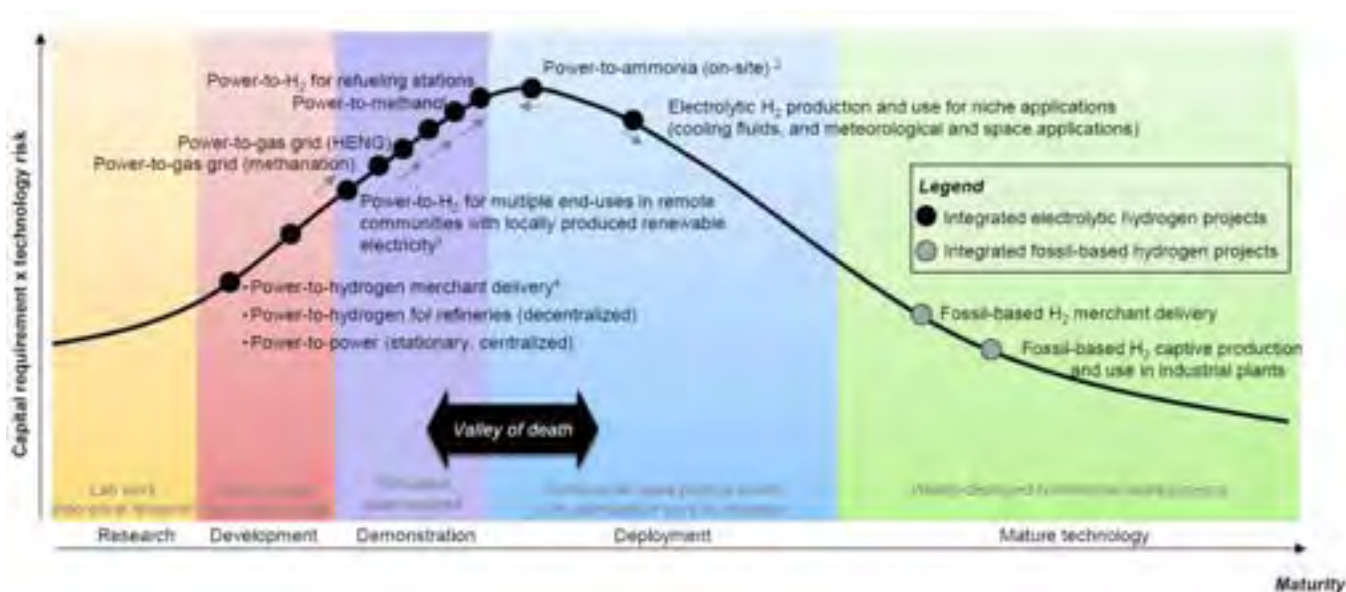 Capital requirement x technology risk
Power-to-H2 for refueling stations
Power-to-methanol
Power-to-gas grid (HENG)
Power-to-gas grid (methanation)
Power-to-ammonia (on-site)
Electrolytic H2 production and use for niche applications
(cooling fluids, and meteorological and space applications)
Legend
Integrated electrolytic hydrogen projects
Integrated fossil-based hydrogen projects
Power-to-H2 for multiple end-uses in remote
communities with locally produced renewable
electricity
•Power-to-hydrogen merchant delivery4
•Power-to-hydrogen for refineries (decentralized)
•Power-to-power (stationary, centralized)
Fossil-based H2 merchant delivery
Fossil-based H2 captive production
and use in industrial plants
Valley of death
Lab work
Research
Development
Demonstration
Deployment
Mature technology
Maturity